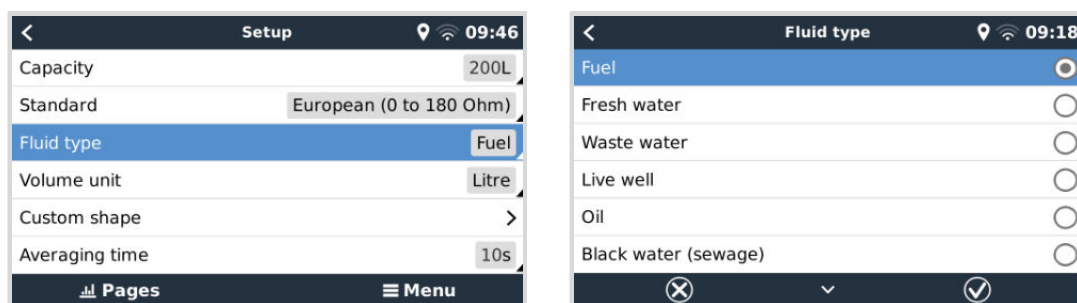 Setup 09:46
Capacity 200L
Standard European (0 to 180 Ohm)
Fluid type Fuel
Volume unit Litre
Custom shape
Averaging time 10s
Pages Menu
Fluid type 09:18
Fuel
Fresh water
Waste water
Live well
Oil
Black water (sewage)